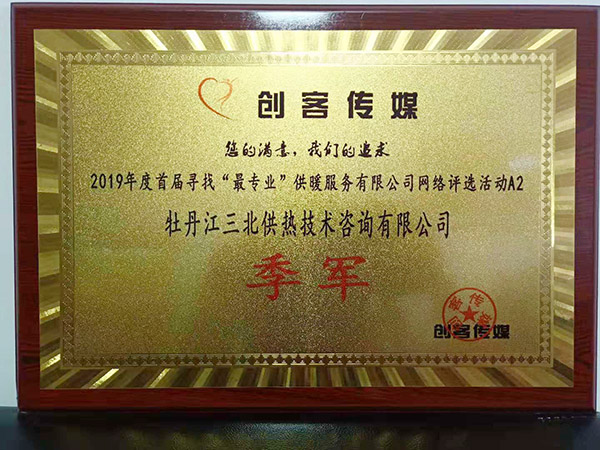 创客传媒
您的满意，我们的追求
2019年度首届寻找“最专业”供暖服务有限公司网络评选活动A2
牡丹江三北供热技术咨询有限公司
季军
创客传媒